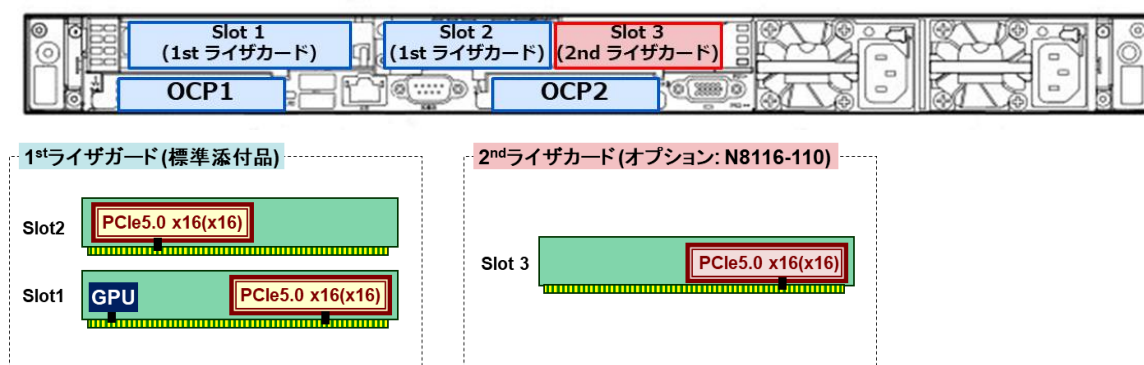 Slot 1
(1st ライザカード)
Slot 2
(1st ライザカード)
Slot 3
(2nd ライザカード)
OCP1
OCP2
1stライザガード(標準添付品)
Slot2
PCIe5.0 x16(x16)
Slot1
GPU
PCIe5.0 x16(x16)
2ndライザカード(オプション: N8116-110)
Slot 3
PCIe5.0 x16(x16)